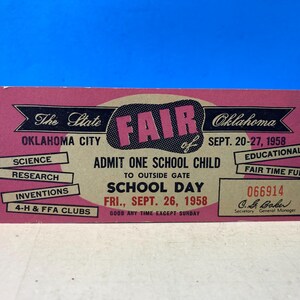 The State FAIR of Oklahoma
OKLAHOMA CITY SEPT. 20-27, 1958
SCIENCE
RESEARCH
INVENTIONS
4-H & FFA CLUBS
ADMIT ONE SCHOOL CHILD
TO OUTSIDE GATE
SCHOOL DAY
FRI., SEPT. 26, 1958
GOOD ANY TIME EXCEPT SUNDAY
EDUCATIONAL
FAIR TIME FU
066914
Secretary General Manager